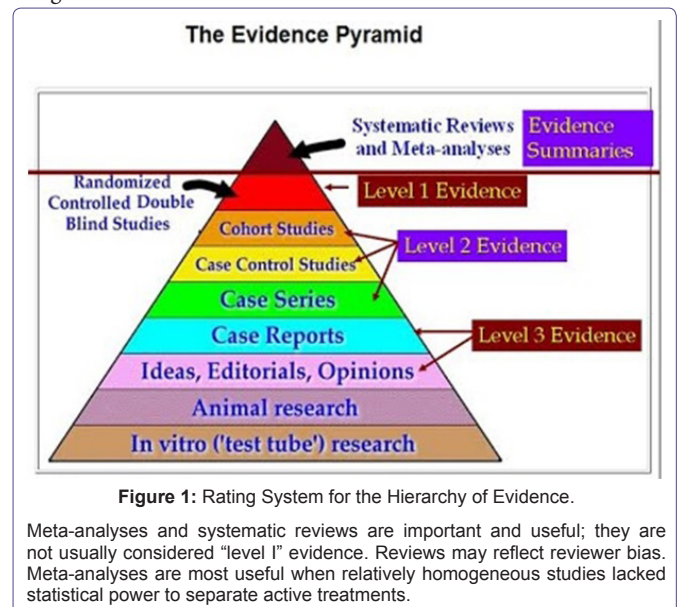 The Evidence Pyramid
Systematic Reviews
and Meta-analyses
Evidence
Summaries
Randomized
Controlled Double
Blind Studies
Level 1 Evidence
Cohort Studies
Case Control Studies
Level 2 Evidence
Case Series
Case Reports
Level 3 Evidence
Ideas, Editorials, Opinions
Animal research
In vitro ('test tube') research
Figure 1: Rating System for the Hierarchy of Evidence.
Meta-analyses and systematic reviews are important and useful; they are
not usually considered “level I” evidence. Reviews may reflect reviewer bias.
Meta-analyses are most useful when relatively homogeneous studies lacked
statistical power to separate active treatments.